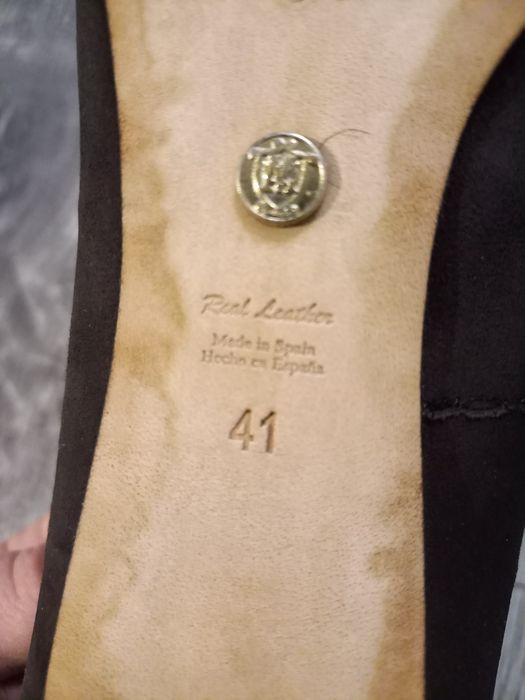 Real Leather
Made in Spain
Hecho en España
41